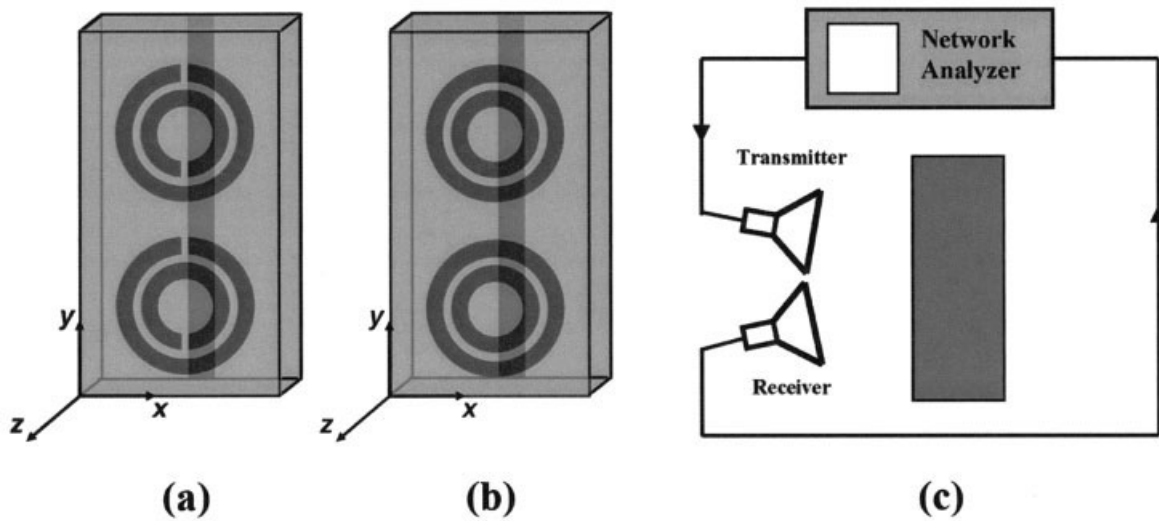 y
x
z
(a)
y
x
z
(b)
Network
Analyzer
Transmitter
Receiver
(c)